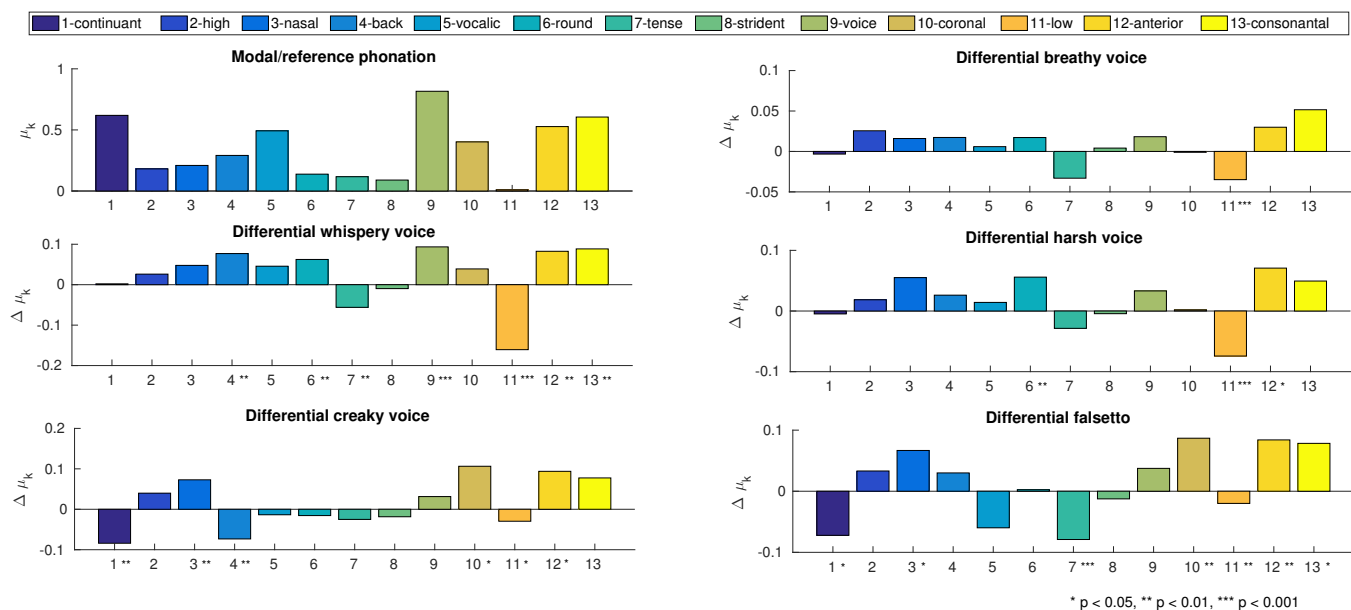 1-continuant 2-high 3-nasal 4-back 5-vocalic 6-round 7-tense 8-strident 9-voice 10-coronal 11-low 12-anterior 13-consonantal
Modal/reference phonation
1
0.5
0
μk
1 2 3 4 5 6 7 8 9 10 11 12 13
Differential breathy voice
0.1
0.05
0
-0.05
Δ μk
1 2 3 4 5 6 7 8 9 10 11*** 12 13
Differential whispery voice
0.1
0
-0.1
-0.2
Δ μk
1 2 3 4 ** 5 6 ** 7 ** 8 9 *** 10 11 *** 12 ** 13 **
Differential harsh voice
0.1
0
-0.1
Δ μk
1 2 3 4 5 6 ** 7 8 9 10 11*** 12 * 13
Differential creaky voice
0.2
0.1
0
-0.1
Δ μk
1 ** 2 3 ** 4 ** 5 6 7 8 9 10 * 11 * 12 * 13
Differential falsetto
0.1
0
-0.1
Δ μk
1 * 2 3 * 4 5 6 7 *** 8 9 10 ** 11 ** 12 ** 13 *
* p < 0.05, ** p < 0.01, *** p < 0.001